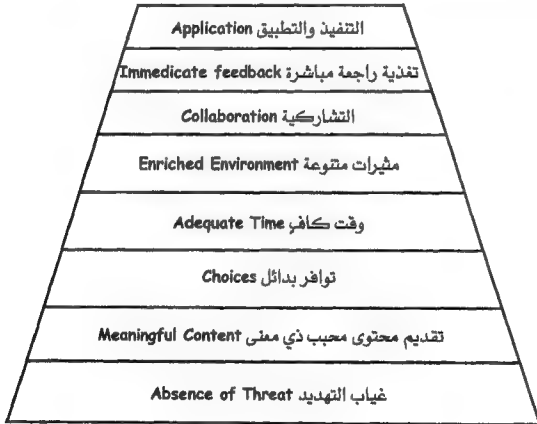 التنفيذ والتطبيق Application
تغذية راجعة مباشرة Immedicate feedback
التشاركية Collaboration
مثيرات متنوعة Enriched Environment
وقت كافٍ Adequate Time
توافر بدائل Choices
تقديم محتوى محبب ذي معنى Meaningful Content
غياب التهديد Absence of Threat